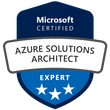 Microsoft
CERTIFIED
AZURE SOLUTIONS
ARCHITECT
EXPERT